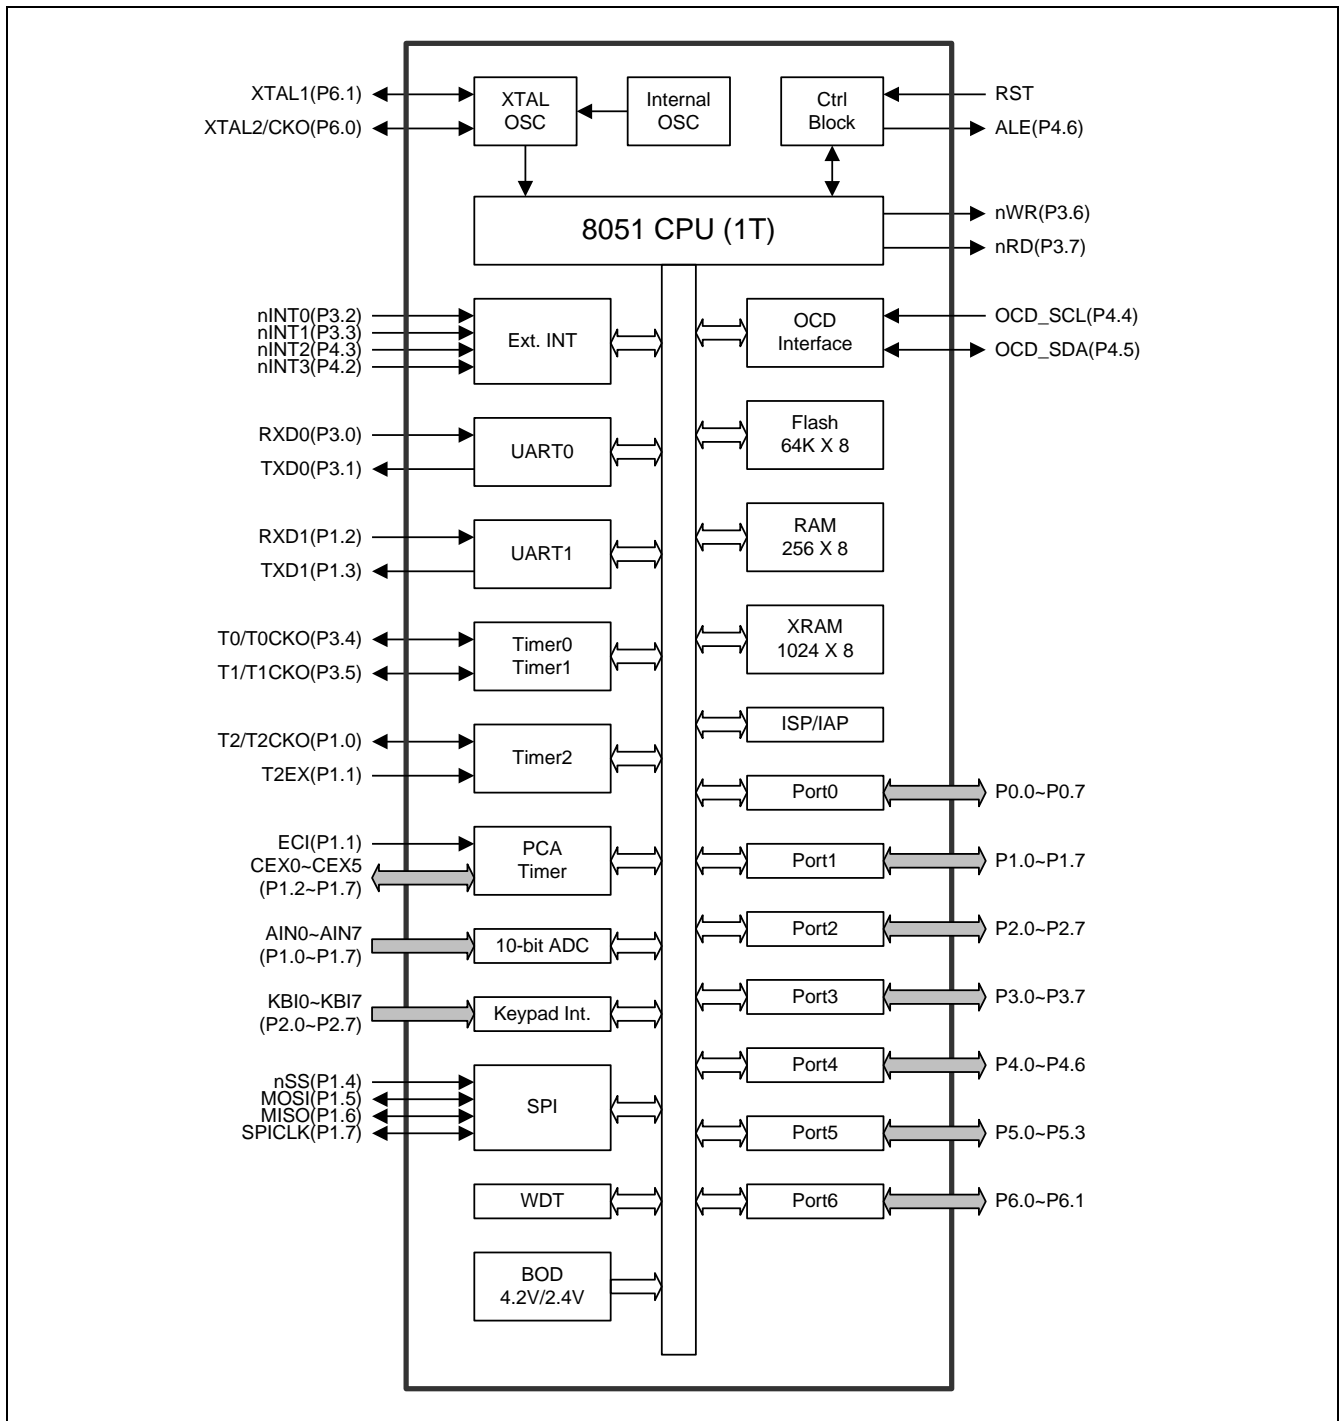 XTAL1(P6.1)
XTAL2/CKO(P6.0)
XTAL
OSC
Internal
OSC
Ctrl
Block
RST
ALE(P4.6)
8051 CPU (1T)
nWR(P3.6)
nRD(P3.7)
nINT0(P3.2)
nINT1(P3.3)
nINT2(P4.3)
nINT3(P4.2)
Ext. INT
OCD
Interface
OCD_SCL(P4.4)
OCD_SDA(P4.5)
RXD0(P3.0)
TXD0(P3.1)
UART0
Flash
64K X 8
RXD1(P1.2)
TXD1(P1.3)
UART1
RAM
256 X 8
T0/T0CKO(P3.4)
T1/T1CKO(P3.5)
Timer0
Timer1
XRAM
1024 X 8
T2/T2CKO(P1.0)
T2EX(P1.1)
Timer2
ISP/IAP
Port0
P0.0~P0.7
ECI(P1.1)
CEX0~CEX5
(P1.2~P1.7)
PCA
Timer
Port1
P1.0~P1.7
AIN0~AIN7
(P1.0~P1.7)
10-bit ADC
Port2
P2.0~P2.7
KBI0~KBI7
(P2.0~P2.7)
Keypad Int.
Port3
P3.0~P3.7
nSS(P1.4)
MOSI(P1.5)
MISO(P1.6)
SPICLK(P1.7)
SPI
Port4
P4.0~P4.6
Port5
P5.0~P5.3
WDT
Port6
P6.0~P6.1
BOD
4.2V/2.4V